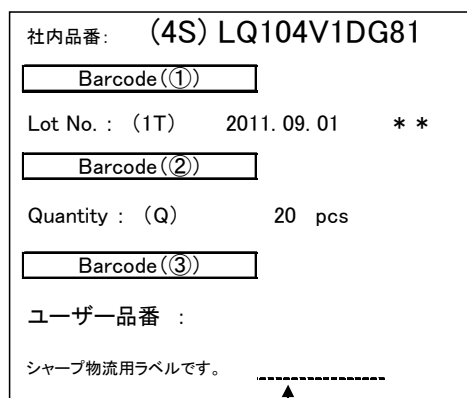 社内品番: (4S) LQ104V1DG81
Barcode(①)
Lot No. : (1T) 2011. 09. 01 * *
Barcode(②)
Quantity : (Q) 20 pcs
Barcode(③)
ユーザー品番 :
シャープ物流用ラベルです。